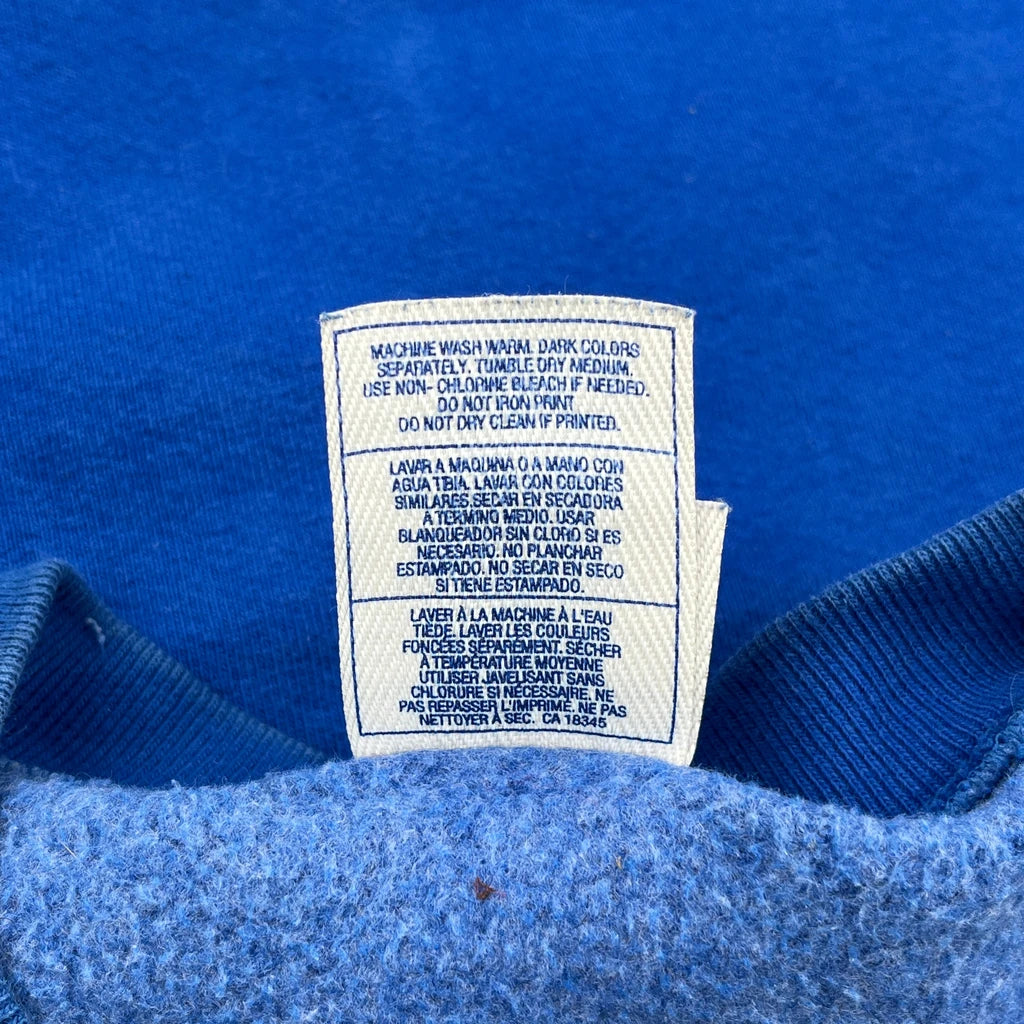 MACHINE WASH WARM. DARK COLORS
SEPARATELY. TUMBLE DRY MEDIUM.
USE NON- CHLORINE BLEACH IF NEEDED.
DO NOT IRON PRINT
DO NOT DRY CLEAN IF PRINTED.
LAVAR A MAQUINA O A MANO CON
AGUA TIBIA. LAVAR CON COLORES
SIMILARES.SECAR EN SECADORA
A TERMINO MEDIO. USAR
BLANQUEADOR SIN CLORO SI ES
NECESARIO. NO PLANCHAR
ESTAMPADO. NO SECAR EN SECO
SI TIENE ESTAMPADO.
LAVER À LA MACHINE À L'EAU
TIÈDE. LAVER LES COULEURS
FONCÉES SÉPARÉMENT. SÉCHER
À TEMPÉRATURE MOYENNE
UTILISER JAVELISANT SANS
CHLORURE SI NÉCESSAIRE. NE
PAS REPASSER L'IMPRIMÉ. NE PAS
NETTOYER À SEC. CA 18345